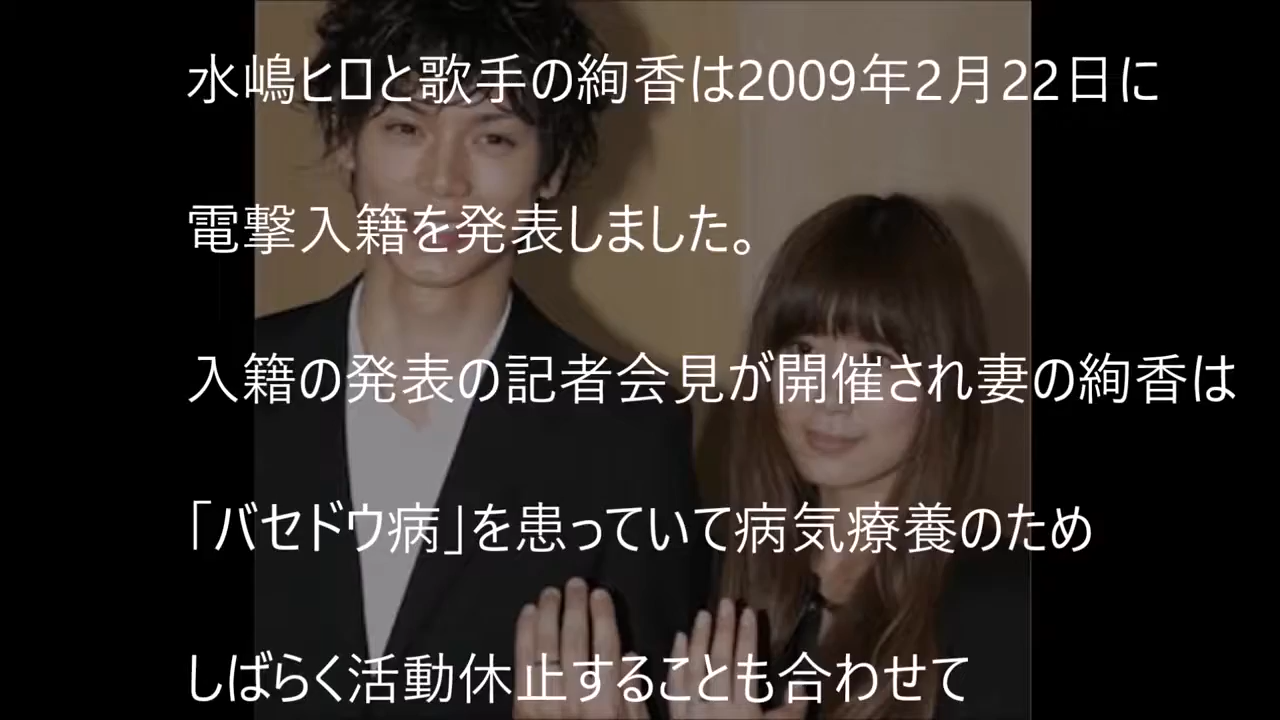 水嶋ヒロと歌手の絢香は2009年2月22日に
電撃入籍を発表しました。
入籍の発表の記者会見が開催され妻の絢香は
「バセドウ病」を患っていて病気療養のため
しばらく活動休止することも合わせて